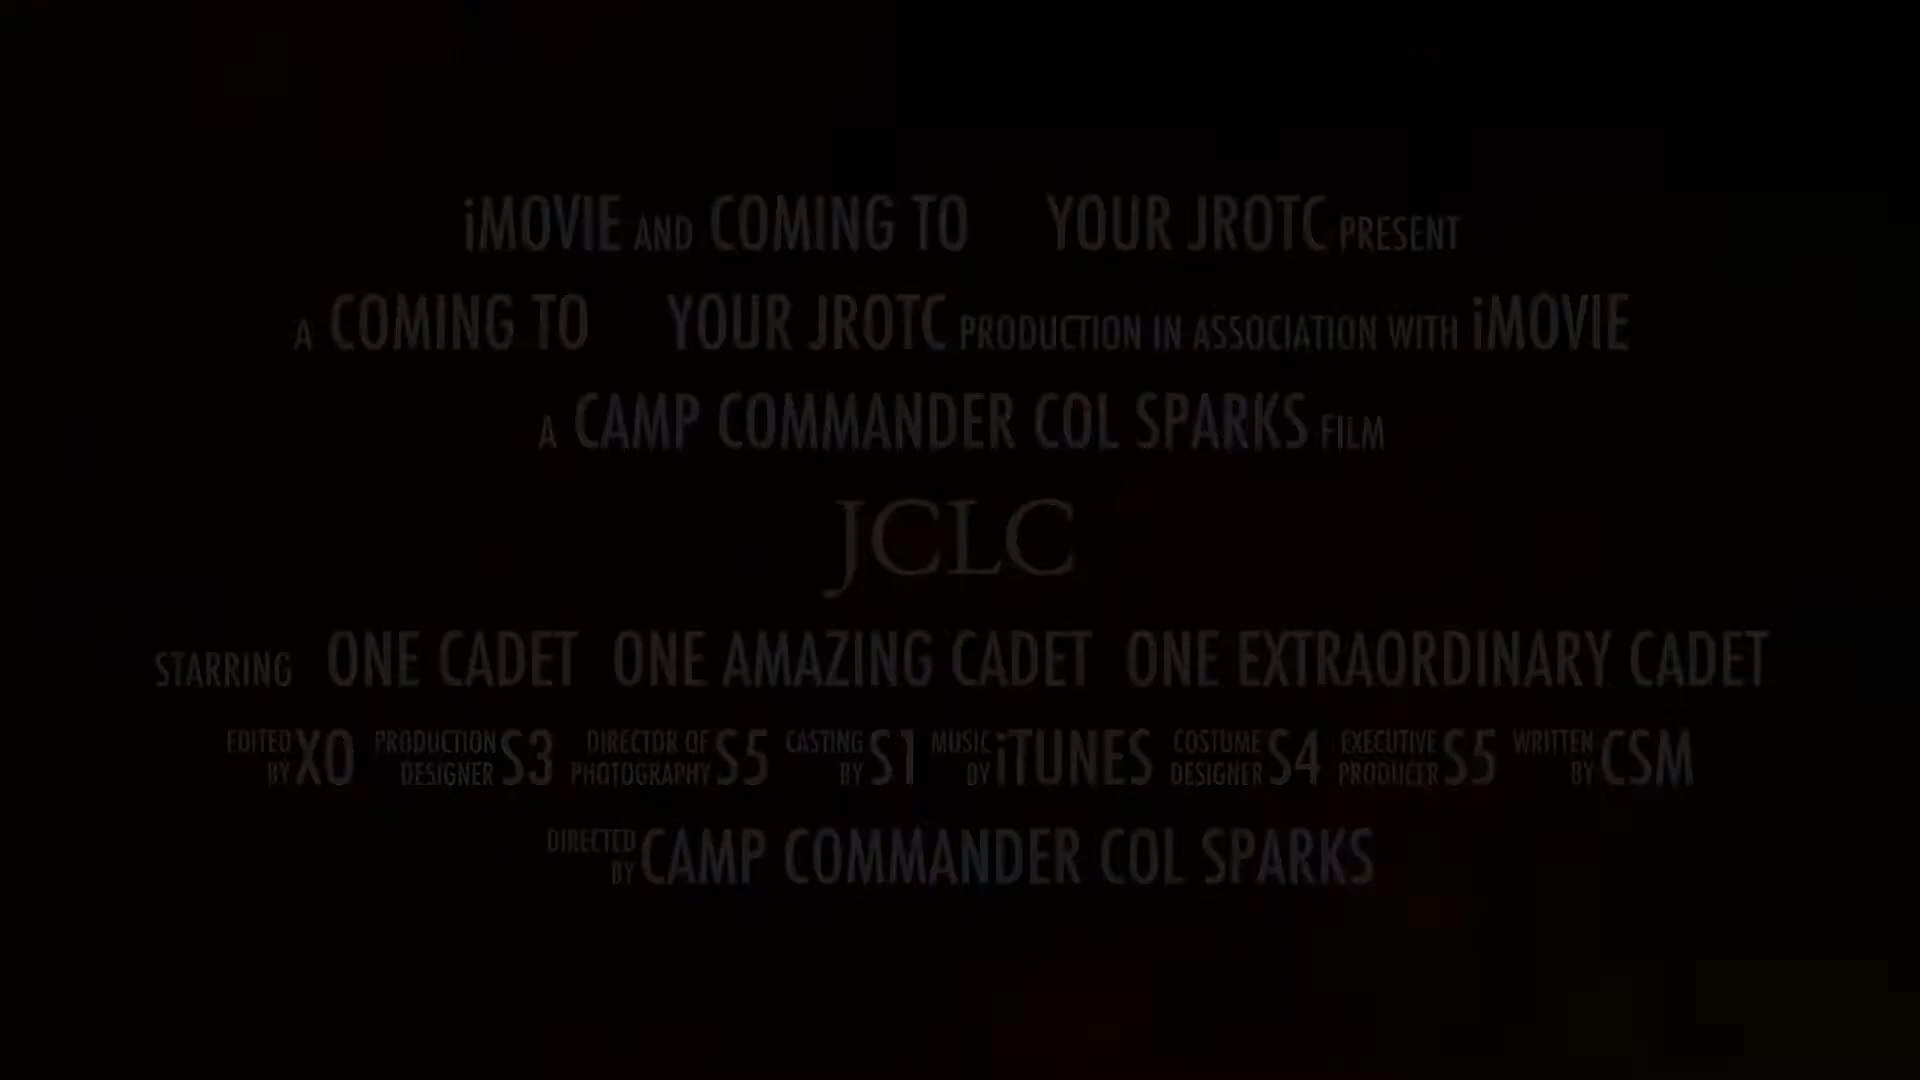 iMOVIE AND COMING TO YOUR JROTC PRESENT
A COMING TO YOUR JROTC PRODUCTION IN ASSOCIATION WITH iMOVIE
A CAMP COMMANDER COL SPARKS FILM
JCLC
STARRING ONE CADET ONE AMAZING CADET ONE EXTRAORDINARY CADET
EDITED BY XO PRODUCTION DESIGNER S3 DIRECTOR OF PHOTOGRAPHY S5 CASTING BY S1 MUSIC BY iTUNES COSTUME DESIGNER S4 EXECUTIVE PRODUCER S5 WRITTEN BY CSM
DIRECTED BY CAMP COMMANDER COL SPARKS